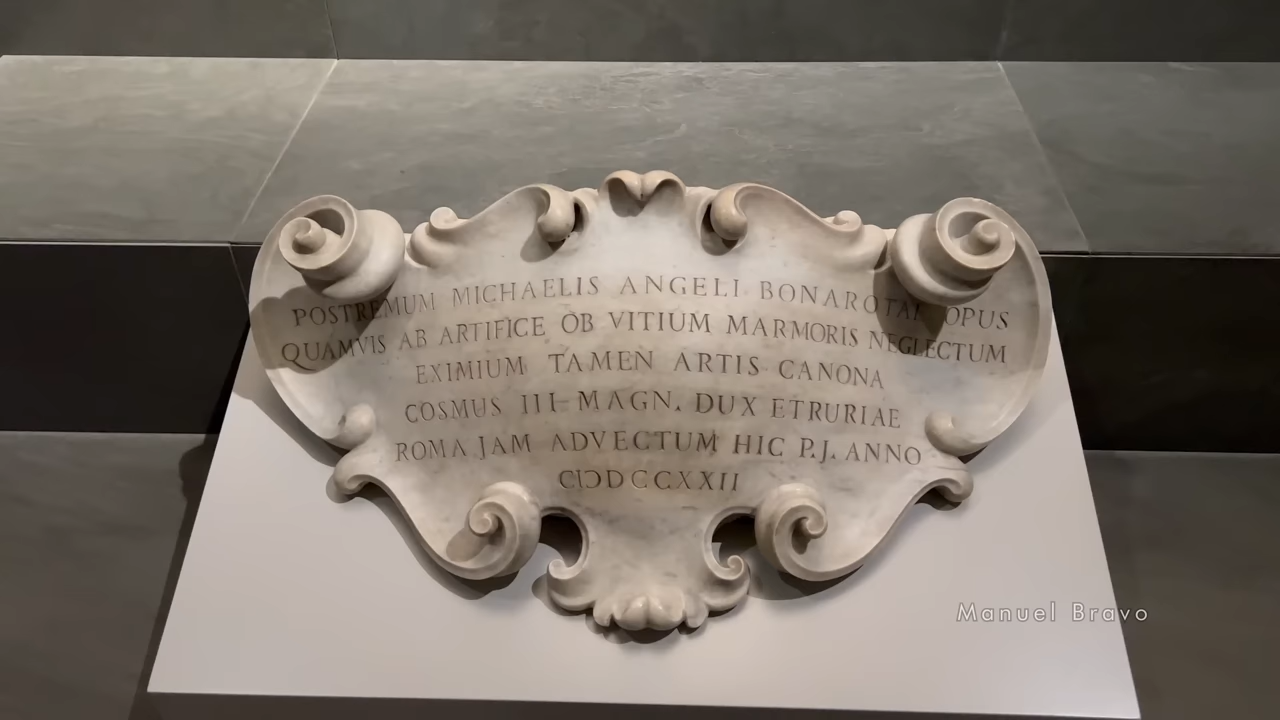 POSTREMUM MICHAELIS ANGELI BONAROTAI OPUS
QUAMVIS AB ARTIFICE OB VITIUM MARMORIS NEGLECTUM
EXIMIUM TAMEN ARTIS CANONA
COSMUS III MAGN. DUX ETRURIAE
ROMA JAM ADVECTUM HIC P.J. ANNO
CIƆDCCXXII
Manuel Bravo